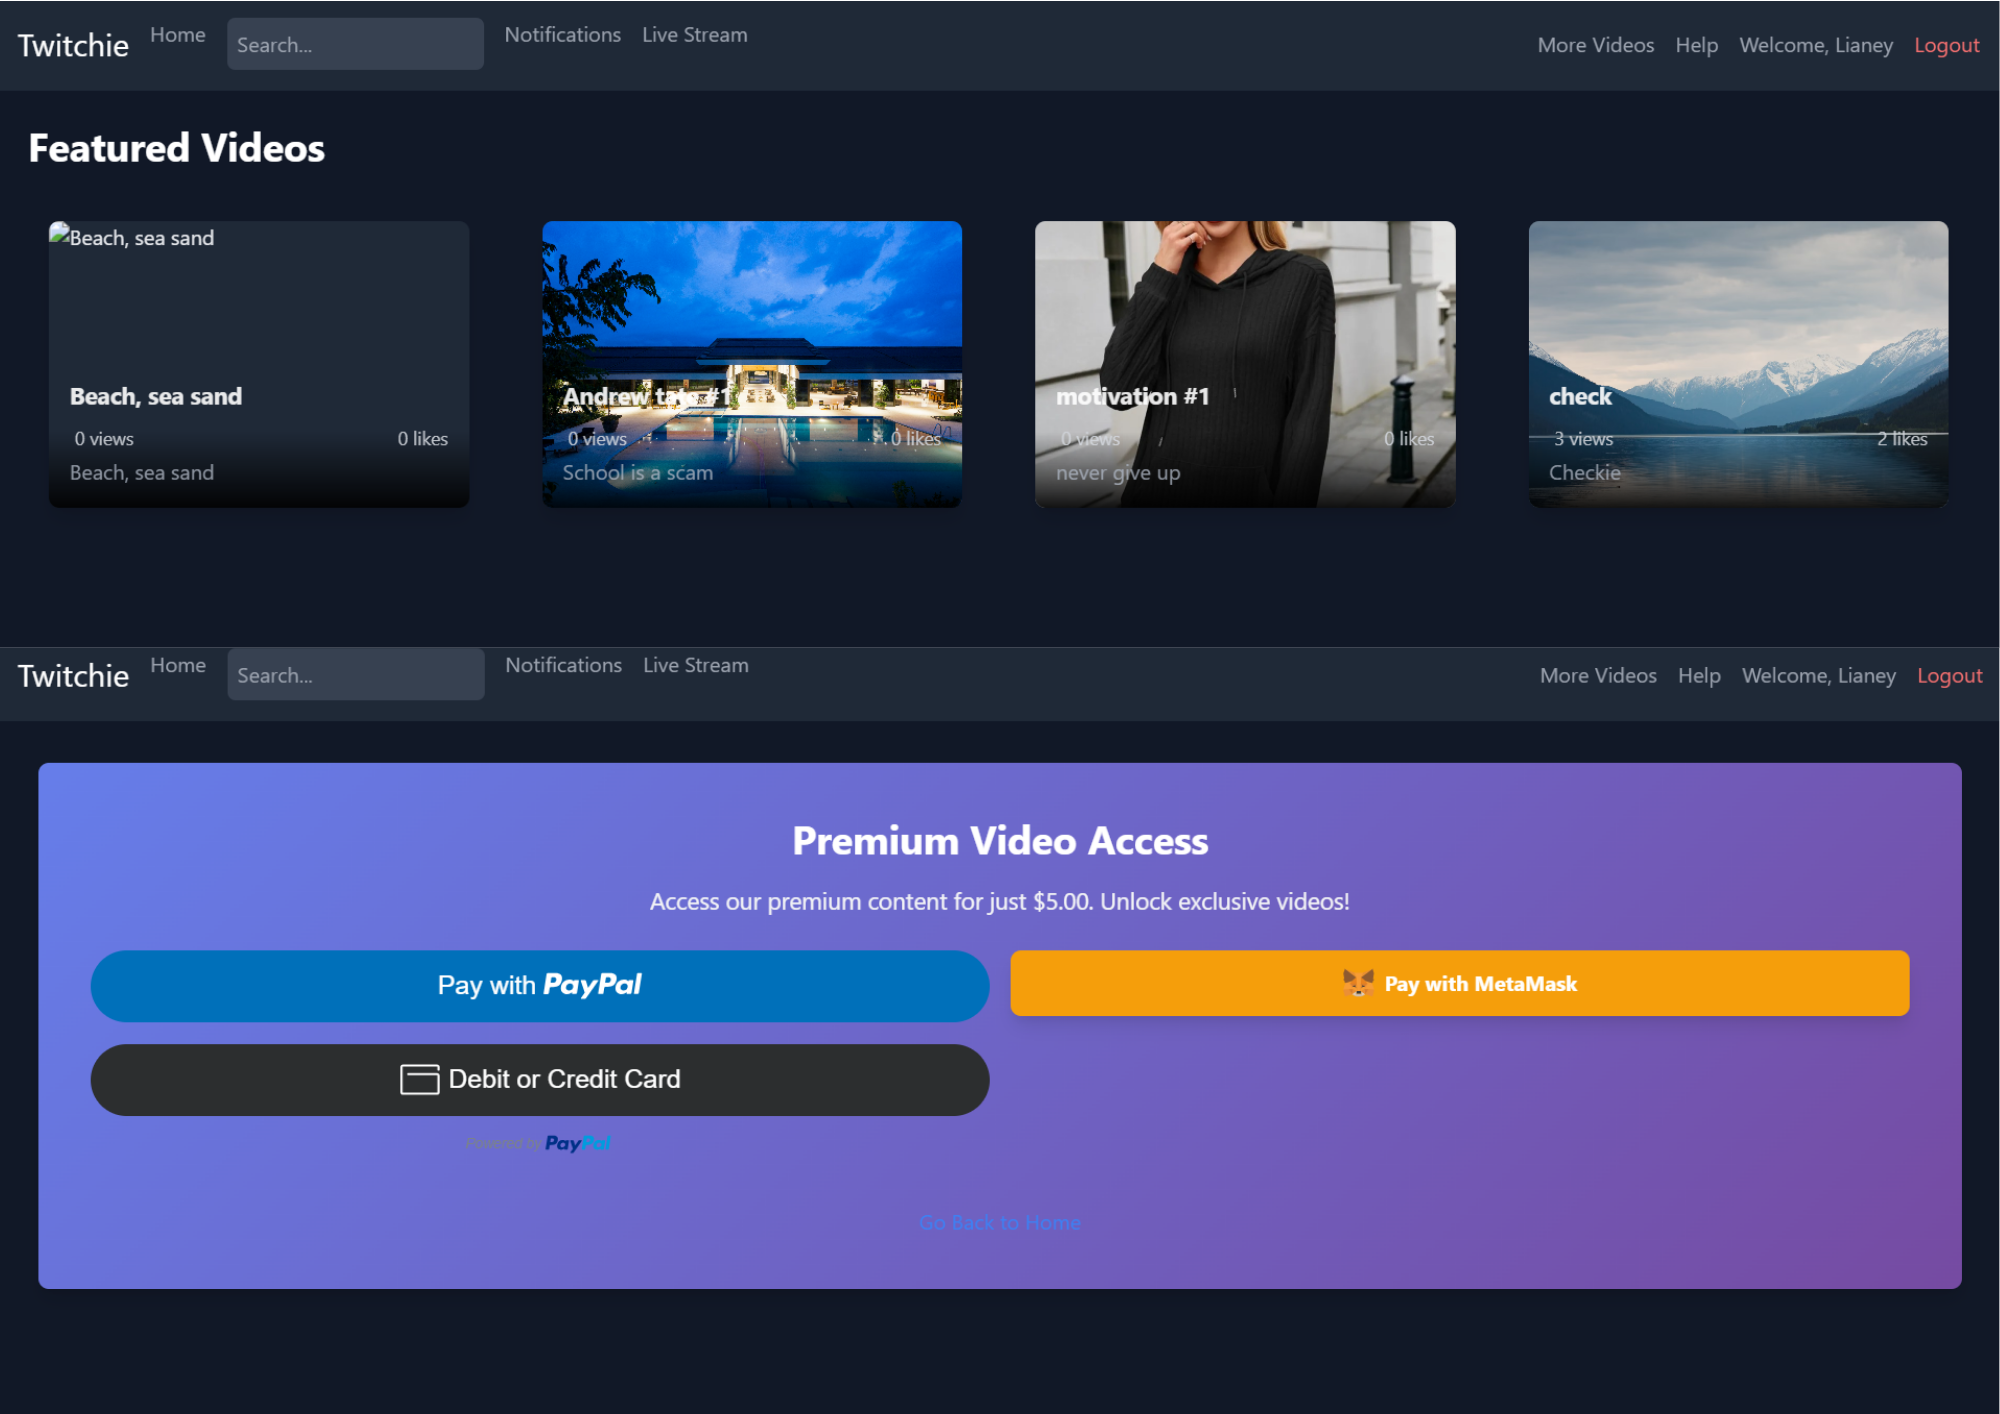 Twitchie Home Search... Notifications Live Stream More Videos Help Welcome, Lianey Logout
Featured Videos
Beach, sea sand
Beach, sea sand
0 views 0 likes
Beach, sea sand
Andrew tate #1
0 views 0 likes
School is a scam
motivation #1
0 views 0 likes
never give up
check
3 views 2 likes
Checkie
Twitchie Home Search... Notifications Live Stream More Videos Help Welcome, Lianey Logout
Premium Video Access
Access our premium content for just $5.00. Unlock exclusive videos!
Pay with PayPal
Pay with MetaMask
Debit or Credit Card
Powered by PayPal
Go Back to Home